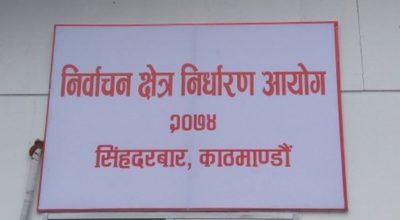 निर्वाचन क्षेत्र निर्धारण आयोग
२०७४
सिंहदरबार, काठमाण्डौं